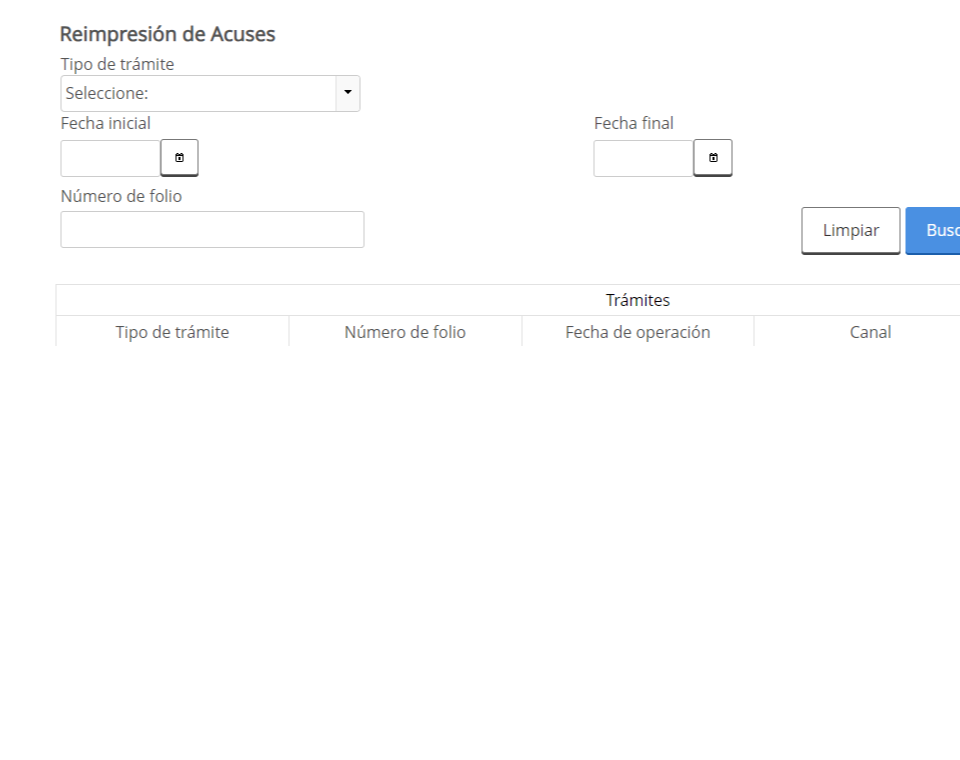 Reimpresión de Acuses
Tipo de trámite
Seleccione:
Fecha inicial
Fecha final
Número de folio
Limpiar
Busc
Trámites
Tipo de trámite
Número de folio
Fecha de operación
Canal